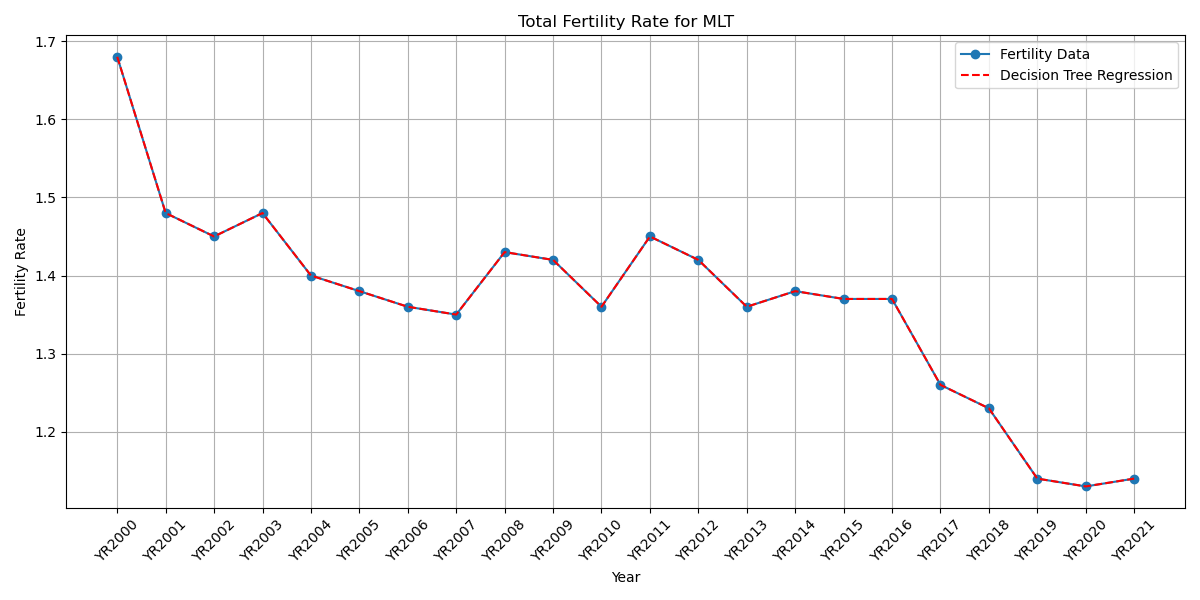 Total Fertility Rate for MLT
Fertility Data
Decision Tree Regression
Fertility Rate
1.7
1.6
1.5
1.4
1.3
1.2
YR2000
YR2001
YR2002
YR2003
YR2004
YR2005
YR2006
YR2007
YR2008
YR2009
YR2010
YR2011
YR2012
YR2013
YR2014
YR2015
YR2016
YR2017
YR2018
YR2019
YR2020
YR2021
Year